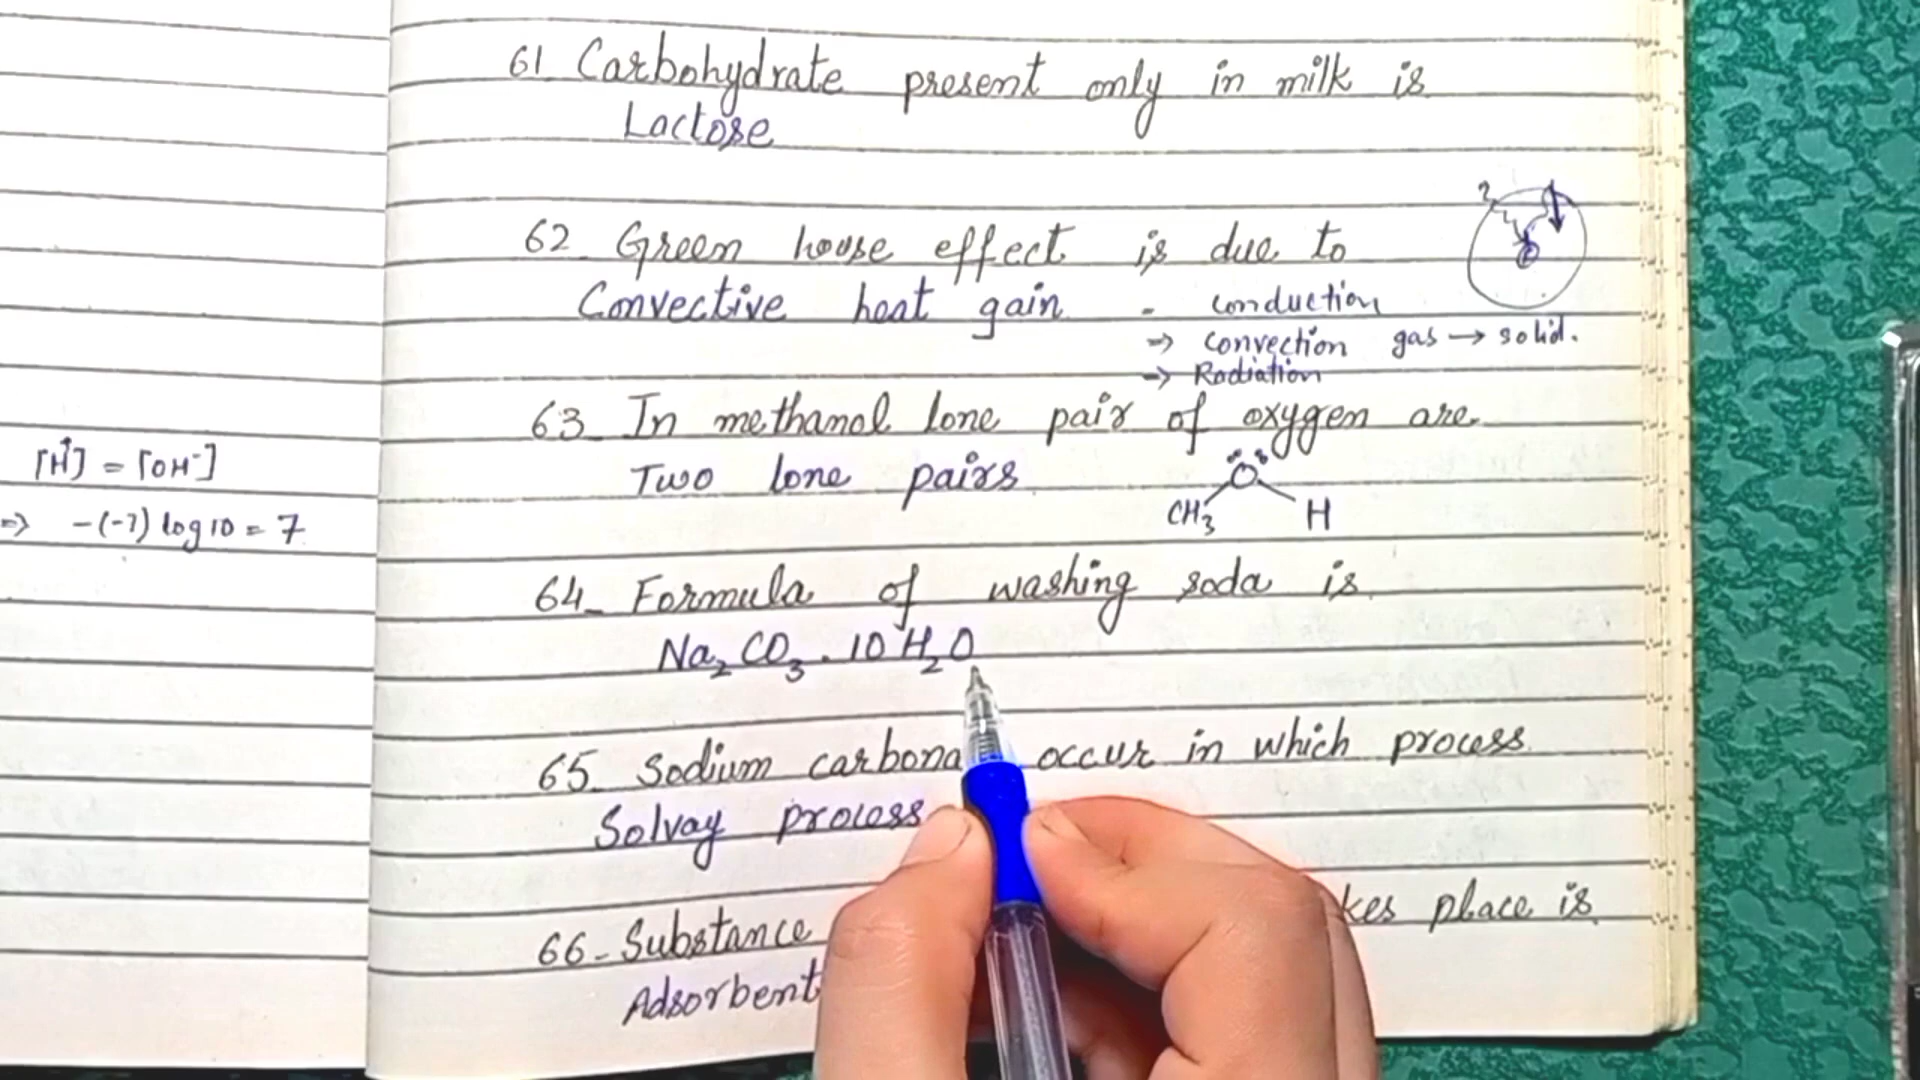 [H⁺] = [OH⁻]
=> -(-7) log 10 = 7
61 Carbohydrate present only in milk is
Lactose
62 Green house effect is due to
Convective heat gain - conduction
→ convection gas → solid.
→ Radiation
63 In methanol lone pair of oxygen are
Two lone pairs
O
CH₃ H
64 Formula of washing soda is
Na₂CO₃.10H₂O
65 Sodium carbona occur in which process
Solvay process
66 - Substance kes place is
Adsorbent